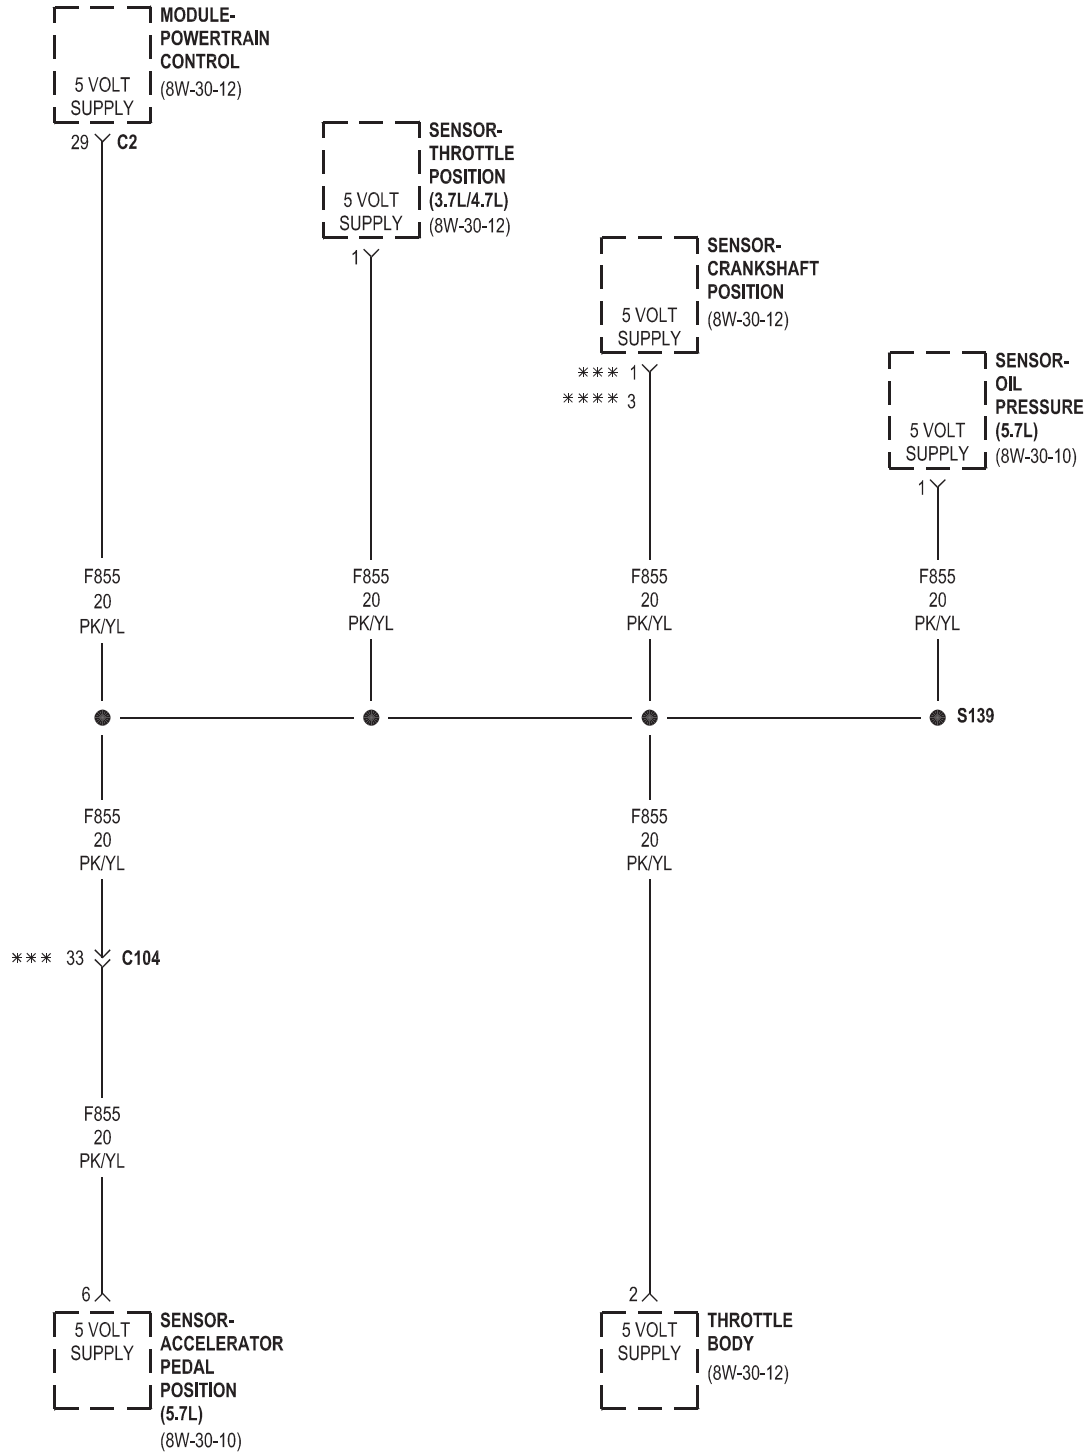 MODULE-
POWERTRAIN
CONTROL
(8W-30-12)
5 VOLT
SUPPLY
29 C2
SENSOR-
THROTTLE
POSITION
(3.7L/4.7L)
(8W-30-12)
5 VOLT
SUPPLY
1
SENSOR-
CRANKSHAFT
POSITION
(8W-30-12)
5 VOLT
SUPPLY
*** 1
**** 3
SENSOR-
OIL
PRESSURE
(5.7L)
(8W-30-10)
5 VOLT
SUPPLY
1
F855
20
PK/YL
F855
20
PK/YL
F855
20
PK/YL
F855
20
PK/YL
S139
F855
20
PK/YL
F855
20
PK/YL
*** 33 C104
F855
20
PK/YL
6
5 VOLT
SUPPLY
SENSOR-
ACCELERATOR
PEDAL
POSITION
(5.7L)
(8W-30-10)
2
5 VOLT
SUPPLY
THROTTLE
BODY
(8W-30-12)